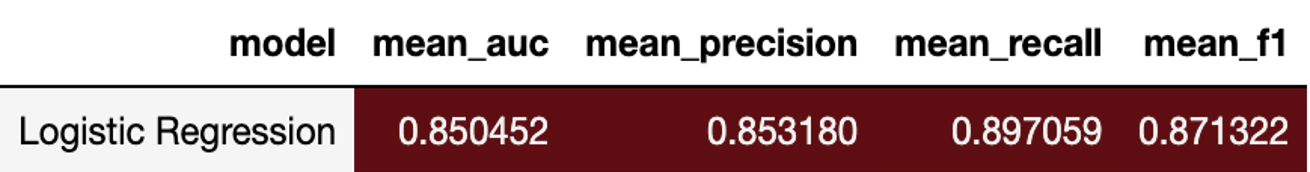 model mean_auc mean_precision mean_recall mean_f1
Logistic Regression 0.850452 0.853180 0.897059 0.871322